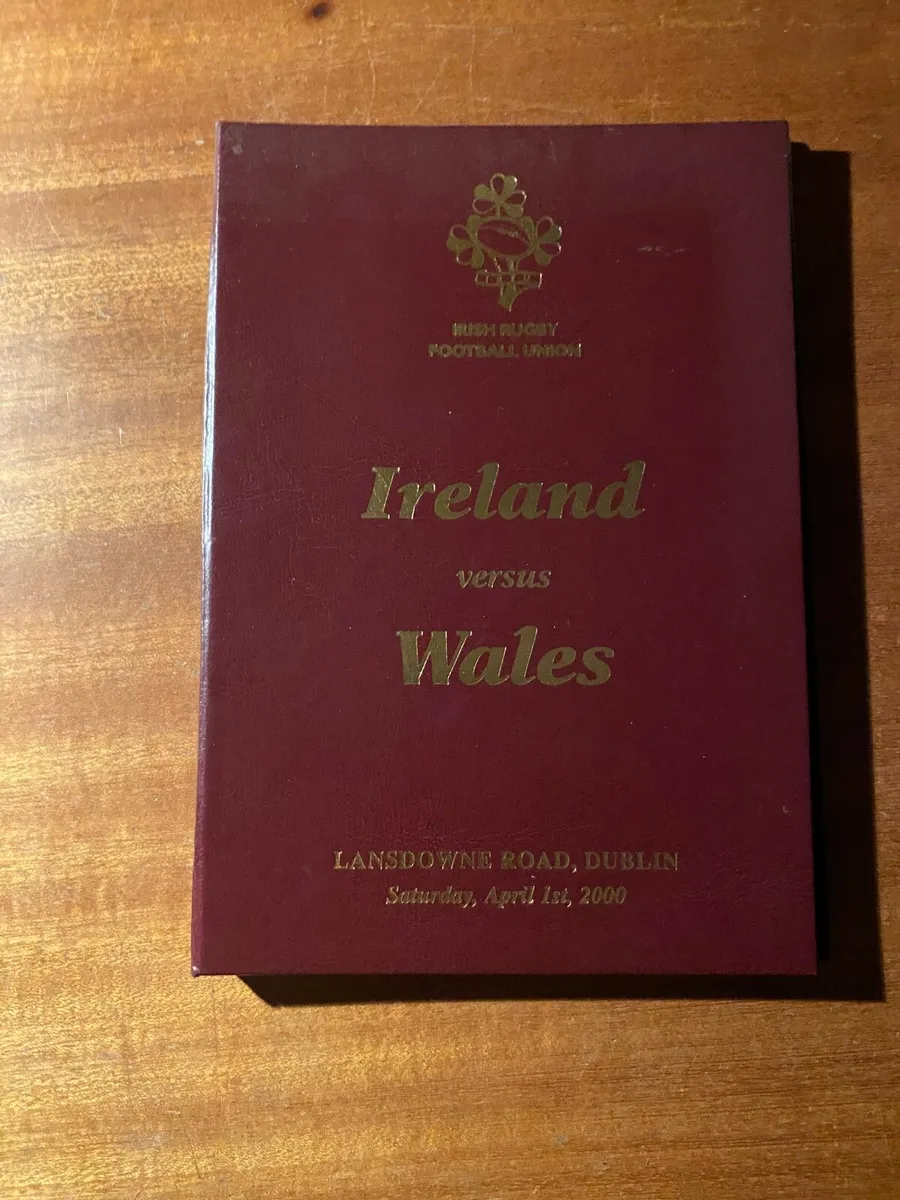 IRISH RUGBY
FOOTBALL UNION
Ireland
versus
Wales
LANSDOWNE ROAD, DUBLIN
Saturday, April 1st, 2000